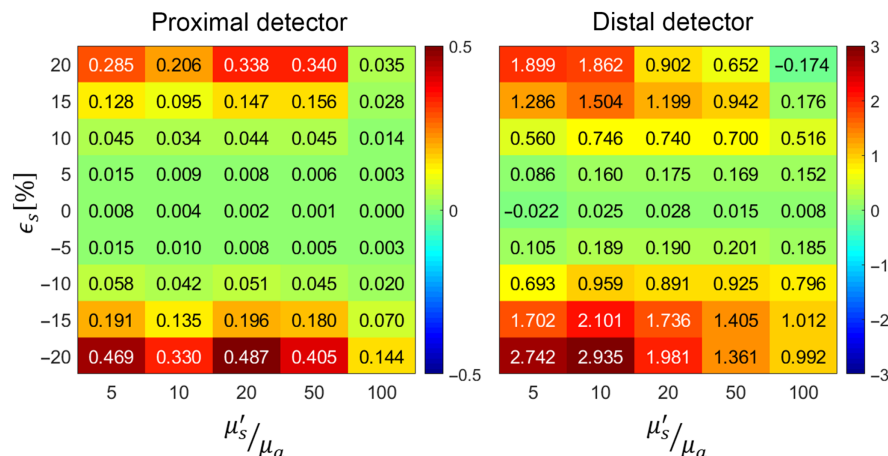 Proximal detector Distal detector
20 0.285 0.206 0.338 0.340 0.035 0.5 1.899 1.862 0.902 0.652 −0.174 3
15 0.128 0.095 0.147 0.156 0.028 1.286 1.504 1.199 0.942 0.176 2
10 0.045 0.034 0.044 0.045 0.014 0.560 0.746 0.740 0.700 0.516 1
5 0.015 0.009 0.008 0.006 0.003 0.086 0.160 0.175 0.169 0.152
ϵs[%] 0 0.008 0.004 0.002 0.001 0.000 0 −0.022 0.025 0.028 0.015 0.008 0
−5 0.015 0.010 0.008 0.005 0.003 0.105 0.189 0.190 0.201 0.185
−10 0.058 0.042 0.051 0.045 0.020 0.693 0.959 0.891 0.925 0.796 −1
−15 0.191 0.135 0.196 0.180 0.070 1.702 2.101 1.736 1.405 1.012 −2
−20 0.469 0.330 0.487 0.405 0.144 −0.5 2.742 2.935 1.981 1.361 0.992 −3
5 10 20 50 100 5 10 20 50 100
μ′s/μa μ′s/μa